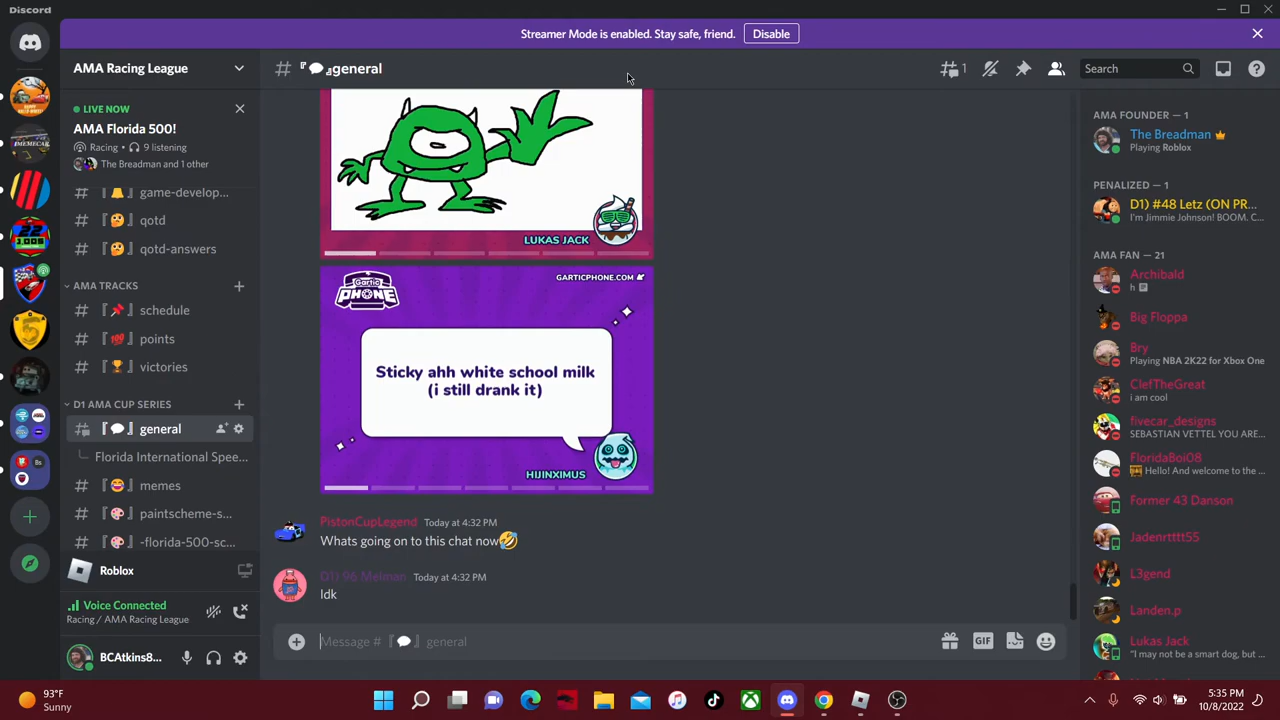 Discord
Streamer Mode is enabled. Stay safe, friend.
Disable
AMA Racing League
# 『💬』general
1
Search
LIVE NOW
AMA Florida 500!
Racing • 9 listening
The Breadman and 1 other
# 『🔔』game-develop...
# 『🤔』qotd
# 『🤔』qotd-answers
AMA TRACKS
# 『📌』schedule
# 『💯』points
# 『🏆』victories
D1 AMA CUP SERIES
『💬』general
Florida International Spee...
# 『😂』memes
# 『🎨』paintscheme-s...
# 『🎨』-florida-500-sc...
Roblox
Voice Connected
Racing / AMA Racing League
BCAtkins8...
LUKAS JACK
GARTIC PHONE
GARTICPHONE.COM
Sticky ahh white school milk
(i still drank it)
HIJINXIMUS
PistonCupLegend Today at 4:32 PM
Whats going on to this chat now🤣
D1) 96 Melman Today at 4:32 PM
Idk
Message # 『💬』 general
GIF
AMA FOUNDER — 1
The Breadman
Playing Roblox
PENALIZED — 1
D1) #48 Letz (ON PR...
I'm Jimmie Johnson! BOOM. C...
AMA FAN — 21
Archibald
h
Big Floppa
Bry
Playing NBA 2K22 for Xbox One
ClefTheGreat
i am cool
fivecar_designs
SEBASTIAN VETTEL YOU ARE...
FloridaBoi08
Hello! And welcome to the ...
Former 43 Danson
Jadenrttt55
L3gend
Landen.p
Lukas Jack
"I may not be a smart dog, but ...
93°F
Sunny
5:35 PM
10/8/2022